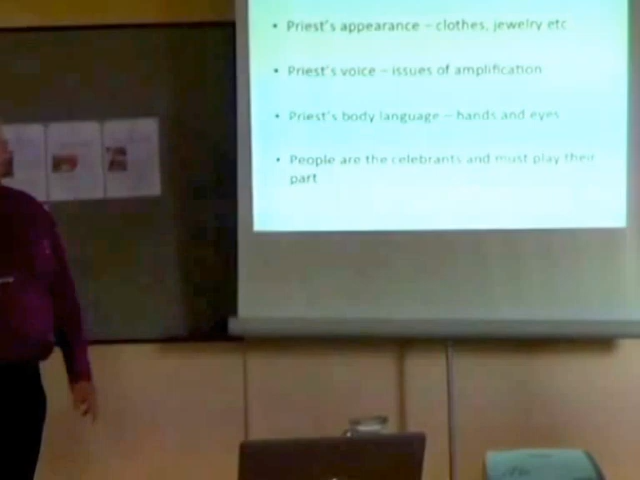 • Priest's appearance – clothes, jewelry etc
• Priest's voice – issues of amplification
• Priest's body language – hands and eyes
• People are the celebrants and must play their
part